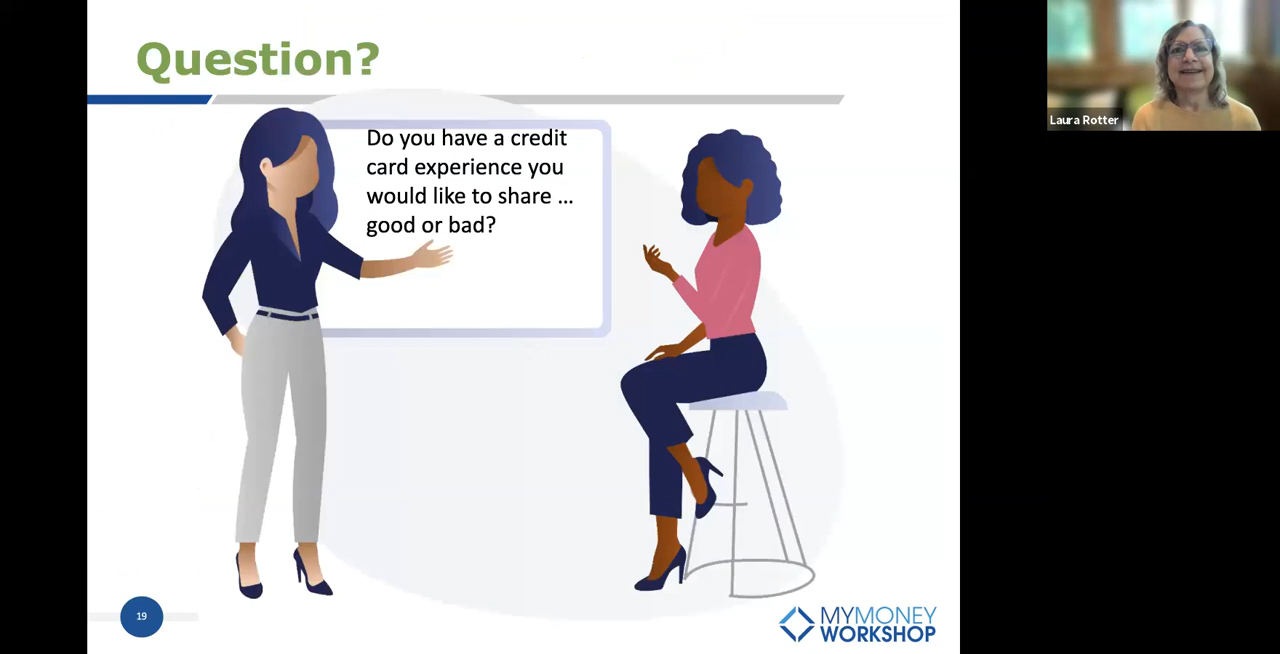 Question?
Do you have a credit
card experience you
would like to share ...
good or bad?
Laura Rotter
19
MYMONEY
WORKSHOP